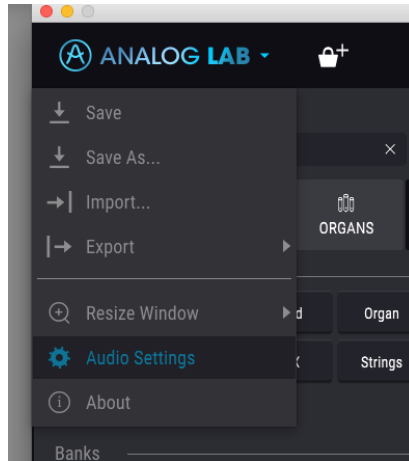 ANALOG LAB
Save
Save As...
Import...
ORGANS
Export
Resize Window
d
Organ
Audio Settings
X
Strings
About
Banks